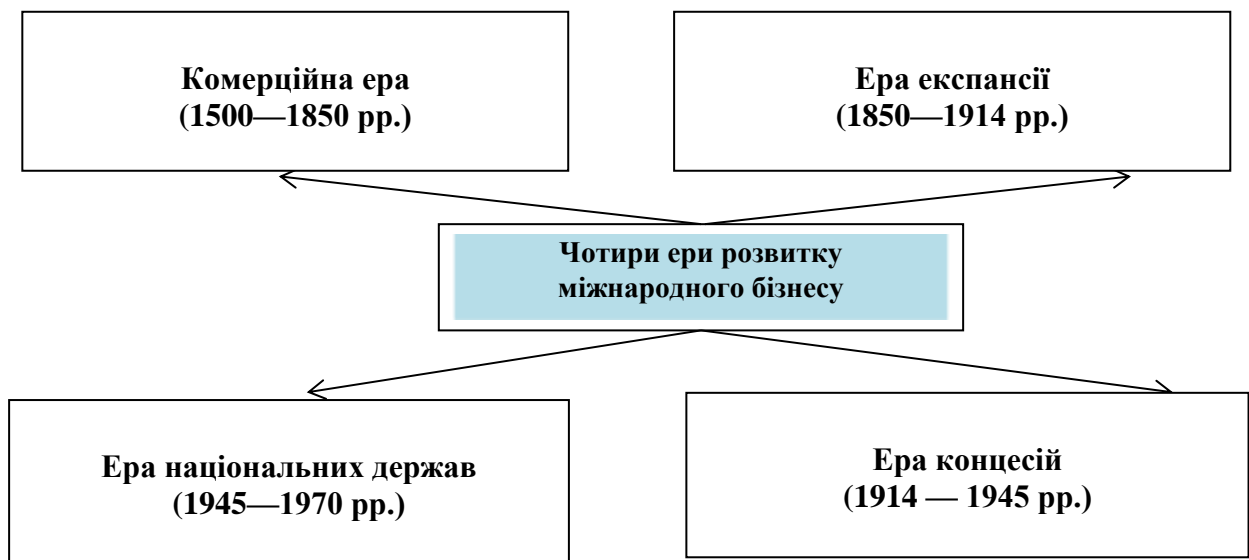 Комерційна ера
(1500—1850 рр.)
Ера експансії
(1850—1914 рр.)
Чотири ери розвитку
міжнародного бізнесу
Ера національних держав
(1945—1970 рр.)
Ера концесій
(1914 — 1945 рр.)